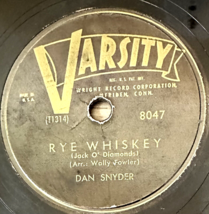 VARSITY
REG. U.S. PAT. OFF.
MADE IN
U.S.A.
WRIGHT RECORD CORPORATION
MERIDEN, CONN.
(11314)
8047
RYE WHISKEY
(Jack O' Diamonds)
(Arr.: Wally Fowler)
DAN SNYDER